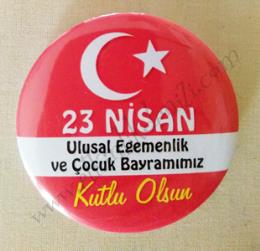 23 NİSAN
Ulusal Egemenlik
ve Çocuk Bayramımız
Kutlu Olsun